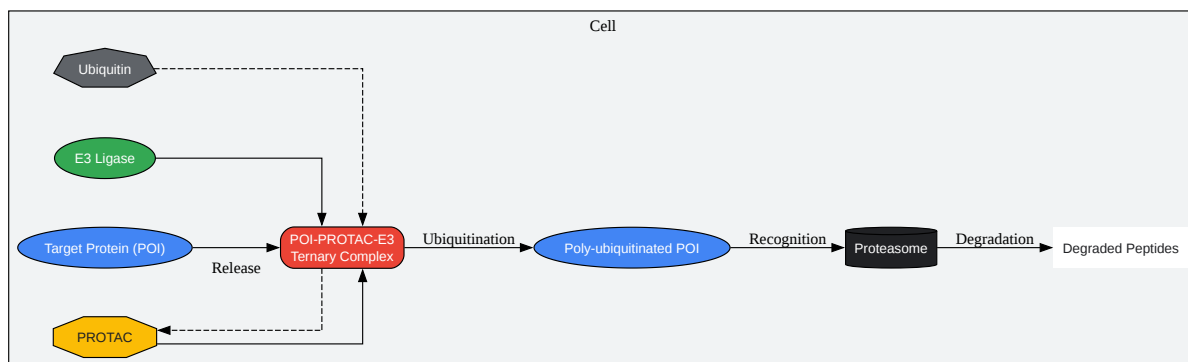 Cell
Ubiquitin
E3 Ligase
Target Protein (POI)
Release
POI-PROTAC-E3
Ternary Complex
Ubiquitination
Poly-ubiquitinated POI
Recognition
Proteasome
Degradation
Degraded Peptides
PROTAC